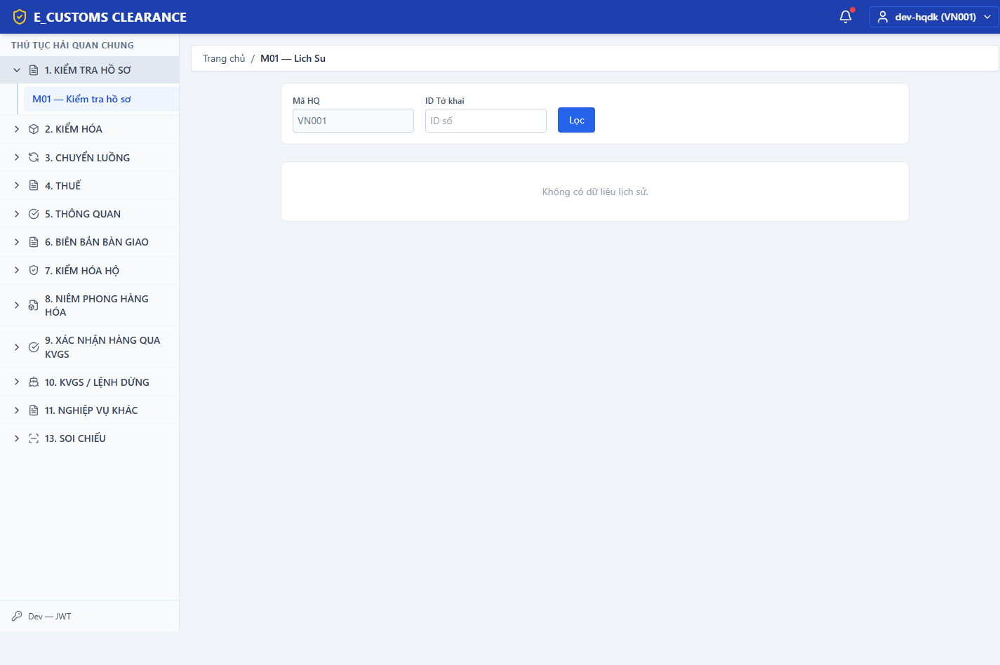 E_CUSTOMS CLEARANCE
dev-hqdk (VN001)
THỦ TỤC HẢI QUAN CHUNG
1. KIỂM TRA HỒ SƠ
M01 — Kiểm tra hồ sơ
2. KIỂM HÓA
3. CHUYỂN LUỒNG
4. THUẾ
5. THÔNG QUAN
6. BIÊN BẢN BÀN GIAO
7. KIỂM HÓA HỘ
8. NIÊM PHONG HÀNG
HÓA
9. XÁC NHẬN HÀNG QUA
KVGS
10. KVGS / LỆNH DỪNG
11. NGHIỆP VỤ KHÁC
13. SOI CHIẾU
Dev — JWT
Trang chủ / M01 — Lich Su
Mã HQ
VN001
ID Tờ khai
ID số
Lọc
Không có dữ liệu lịch sử.